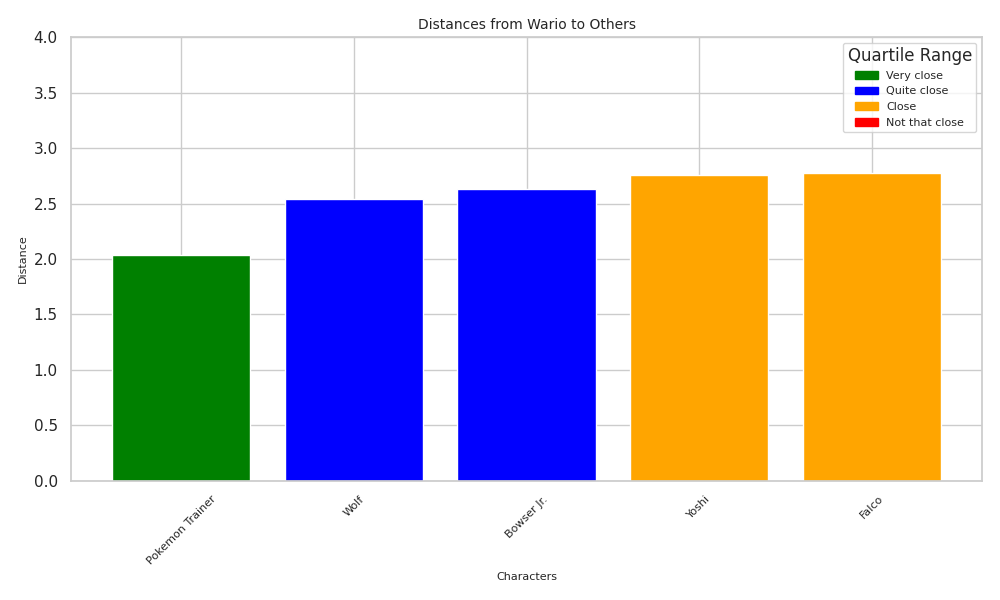 Distances from Wario to Others
4.0
3.5
3.0
2.5
2.0
1.5
1.0
0.5
0.0
Distance
Quartile Range
Very close
Quite close
Close
Not that close
Pokemon Trainer
Wolf
Bowser Jr.
Yoshi
Falco
Characters